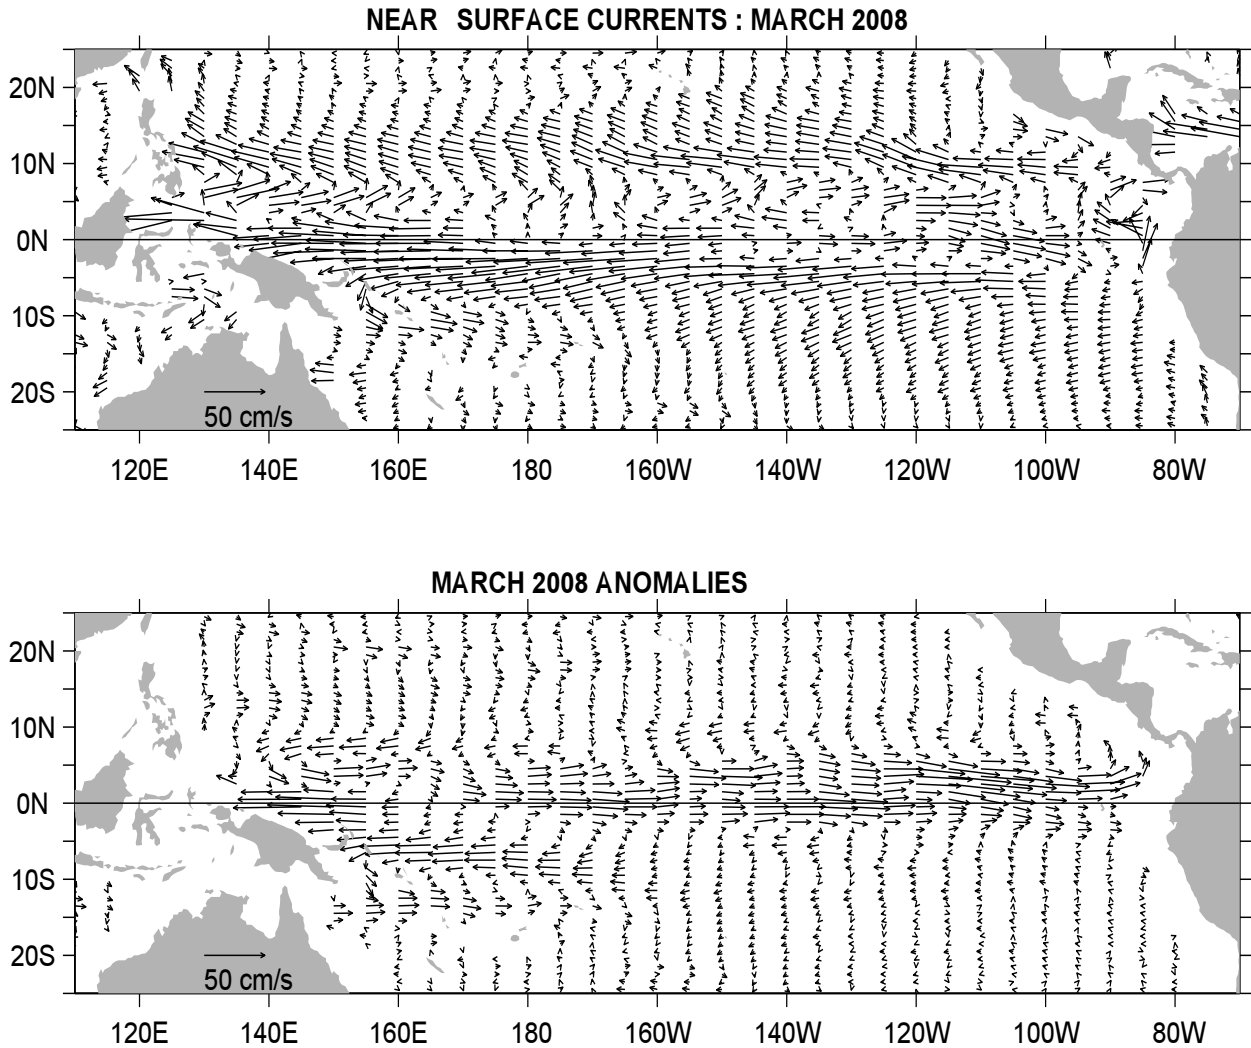 NEAR SURFACE CURRENTS : MARCH 2008
20N
10N
0N
10S
20S
50 cm/s
120E 140E 160E 180 160W 140W 120W 100W 80W
MARCH 2008 ANOMALIES
20N
10N
0N
10S
20S
50 cm/s
120E 140E 160E 180 160W 140W 120W 100W 80W